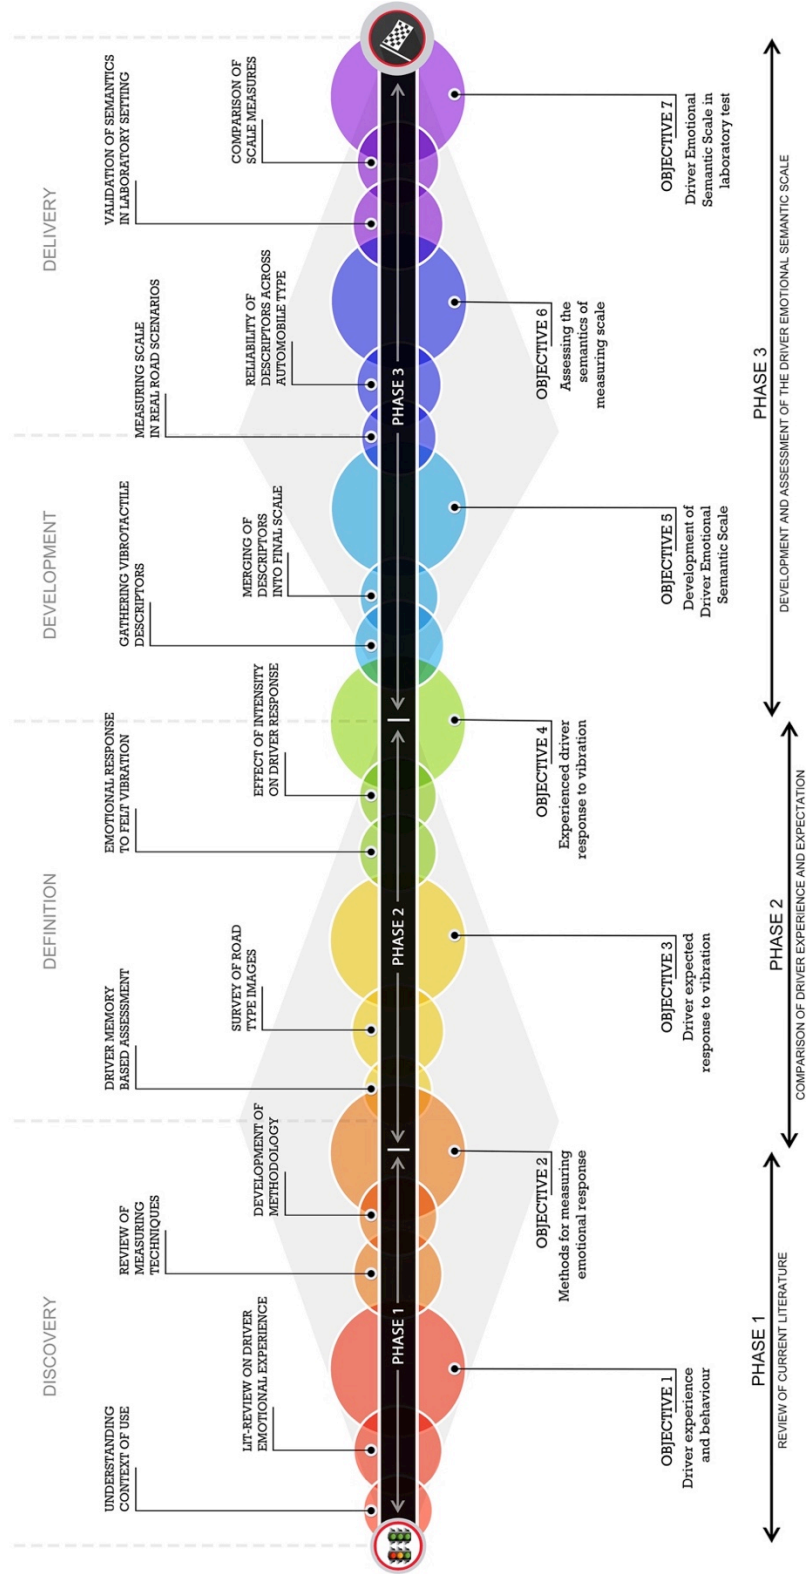 DISCOVERY
DEFINITION
DEVELOPMENT
DELIVERY
UNDERSTANDING
CONTEXT OF USE
LIT-REVIEW ON DRIVER
EMOTIONAL EXPERIENCE
REVIEW OF
MEASURING
TECHNIQUES
DEVELOPMENT OF
METHODOLOGY
DRIVER MEMORY
BASED ASSESSMENT
SURVEY OF ROAD
TYPE IMAGES
EMOTIONAL RESPONSE
TO FELT VIBRATION
EFFECT OF INTENSITY
ON DRIVER RESPONSE
GATHERING VIBROTACTILE
DESCRIPTORS
MERGING OF
DESCRIPTORS
INTO FINAL SCALE
MEASURING SCALE
IN REAL ROAD SCENARIOS
RELIABILITY OF
DESCRIPTORS ACROSS
AUTOMOBILE TYPE
VALIDATION OF SEMANTICS
IN LABORATORY SETTING
COMPARISON OF
SCALE MEASURES
PHASE 1
PHASE 2
PHASE 3
OBJECTIVE 1
Driver experience
and behaviour
OBJECTIVE 2
Methods for measuring
emotional response
OBJECTIVE 3
Driver expected
response to vibration
OBJECTIVE 4
Experienced driver
response to vibration
OBJECTIVE 5
Development of
Driver Emotional
Semantic Scale
OBJECTIVE 6
Assessing the
semantics of
measuring scale
OBJECTIVE 7
Driver Emotional
Semantic Scale in
laboratory test
PHASE 1
REVIEW OF CURRENT LITERATURE
PHASE 2
COMPARISON OF DRIVER EXPERIENCE AND EXPECTATION
PHASE 3
DEVELOPMENT AND ASSESSMENT OF THE DRIVER EMOTIONAL SEMANTIC SCALE